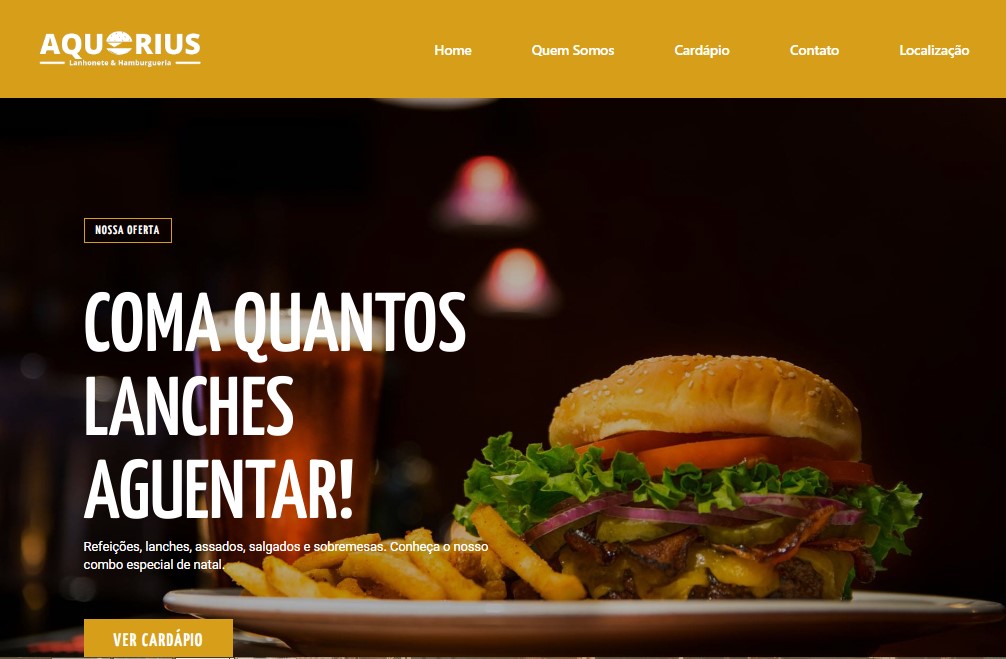 AQUARIUS
Lanhonete & Hamburgueria
Home
Quem Somos
Cardápio
Contato
Localização
NOSSA OFERTA
COMA QUANTOS
LANCHES
AGUENTAR!
Refeições, lanches, assados, salgados e sobremesas. Conheça o nosso
combo especial de natal.
VER CARDÁPIO